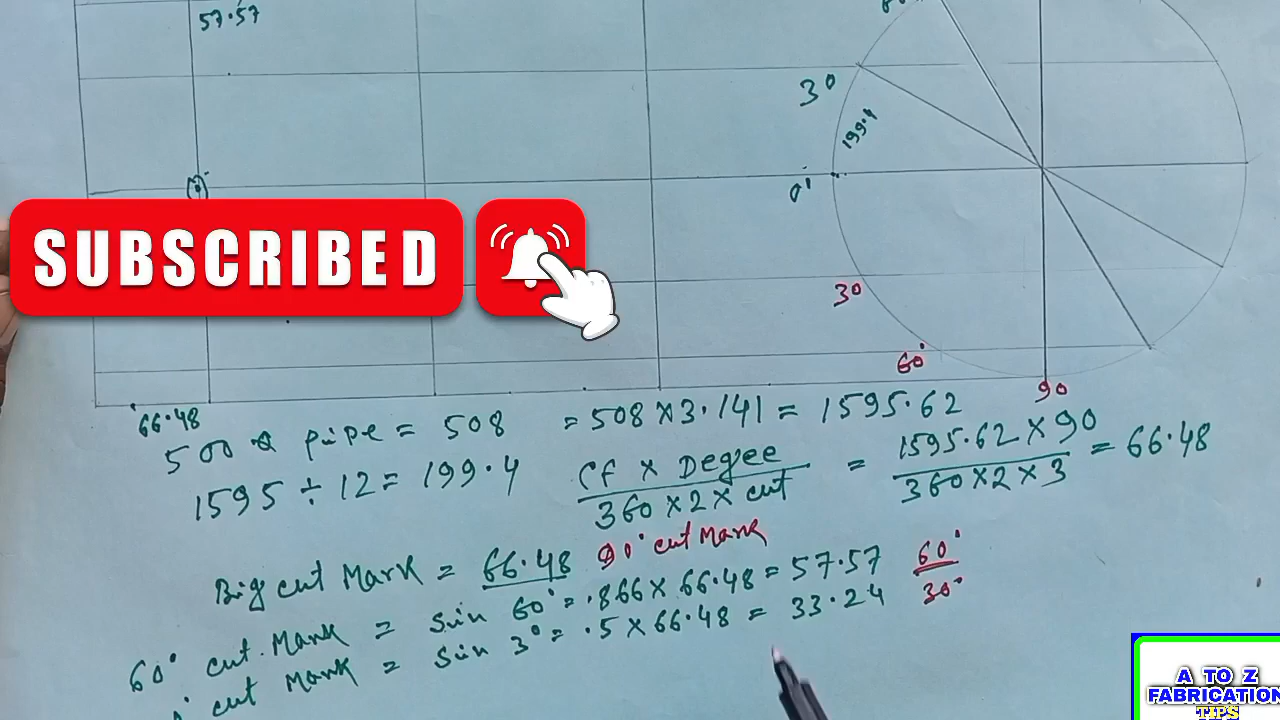 57.57
60
30
199.4
0°
SUBSCRIBED
30
60°
90
66.48
500 φ pipe = 508 = 508 × 3.141 = 1595.62
1595 ÷ 12 = 199.4
Cf × Degee / 360 × 2 × cut = 1595.62 × 90 / 360 × 2 × 3 = 66.48
Big cut Mark = 66.48 90° cut Mark
60° cut. Mark = sin 60° = .866 × 66.48 = 57.57 60°
cut Mark = sin 3° = .5 × 66.48 = 33.24 30°
A TO Z
FABRICATION
TIPS